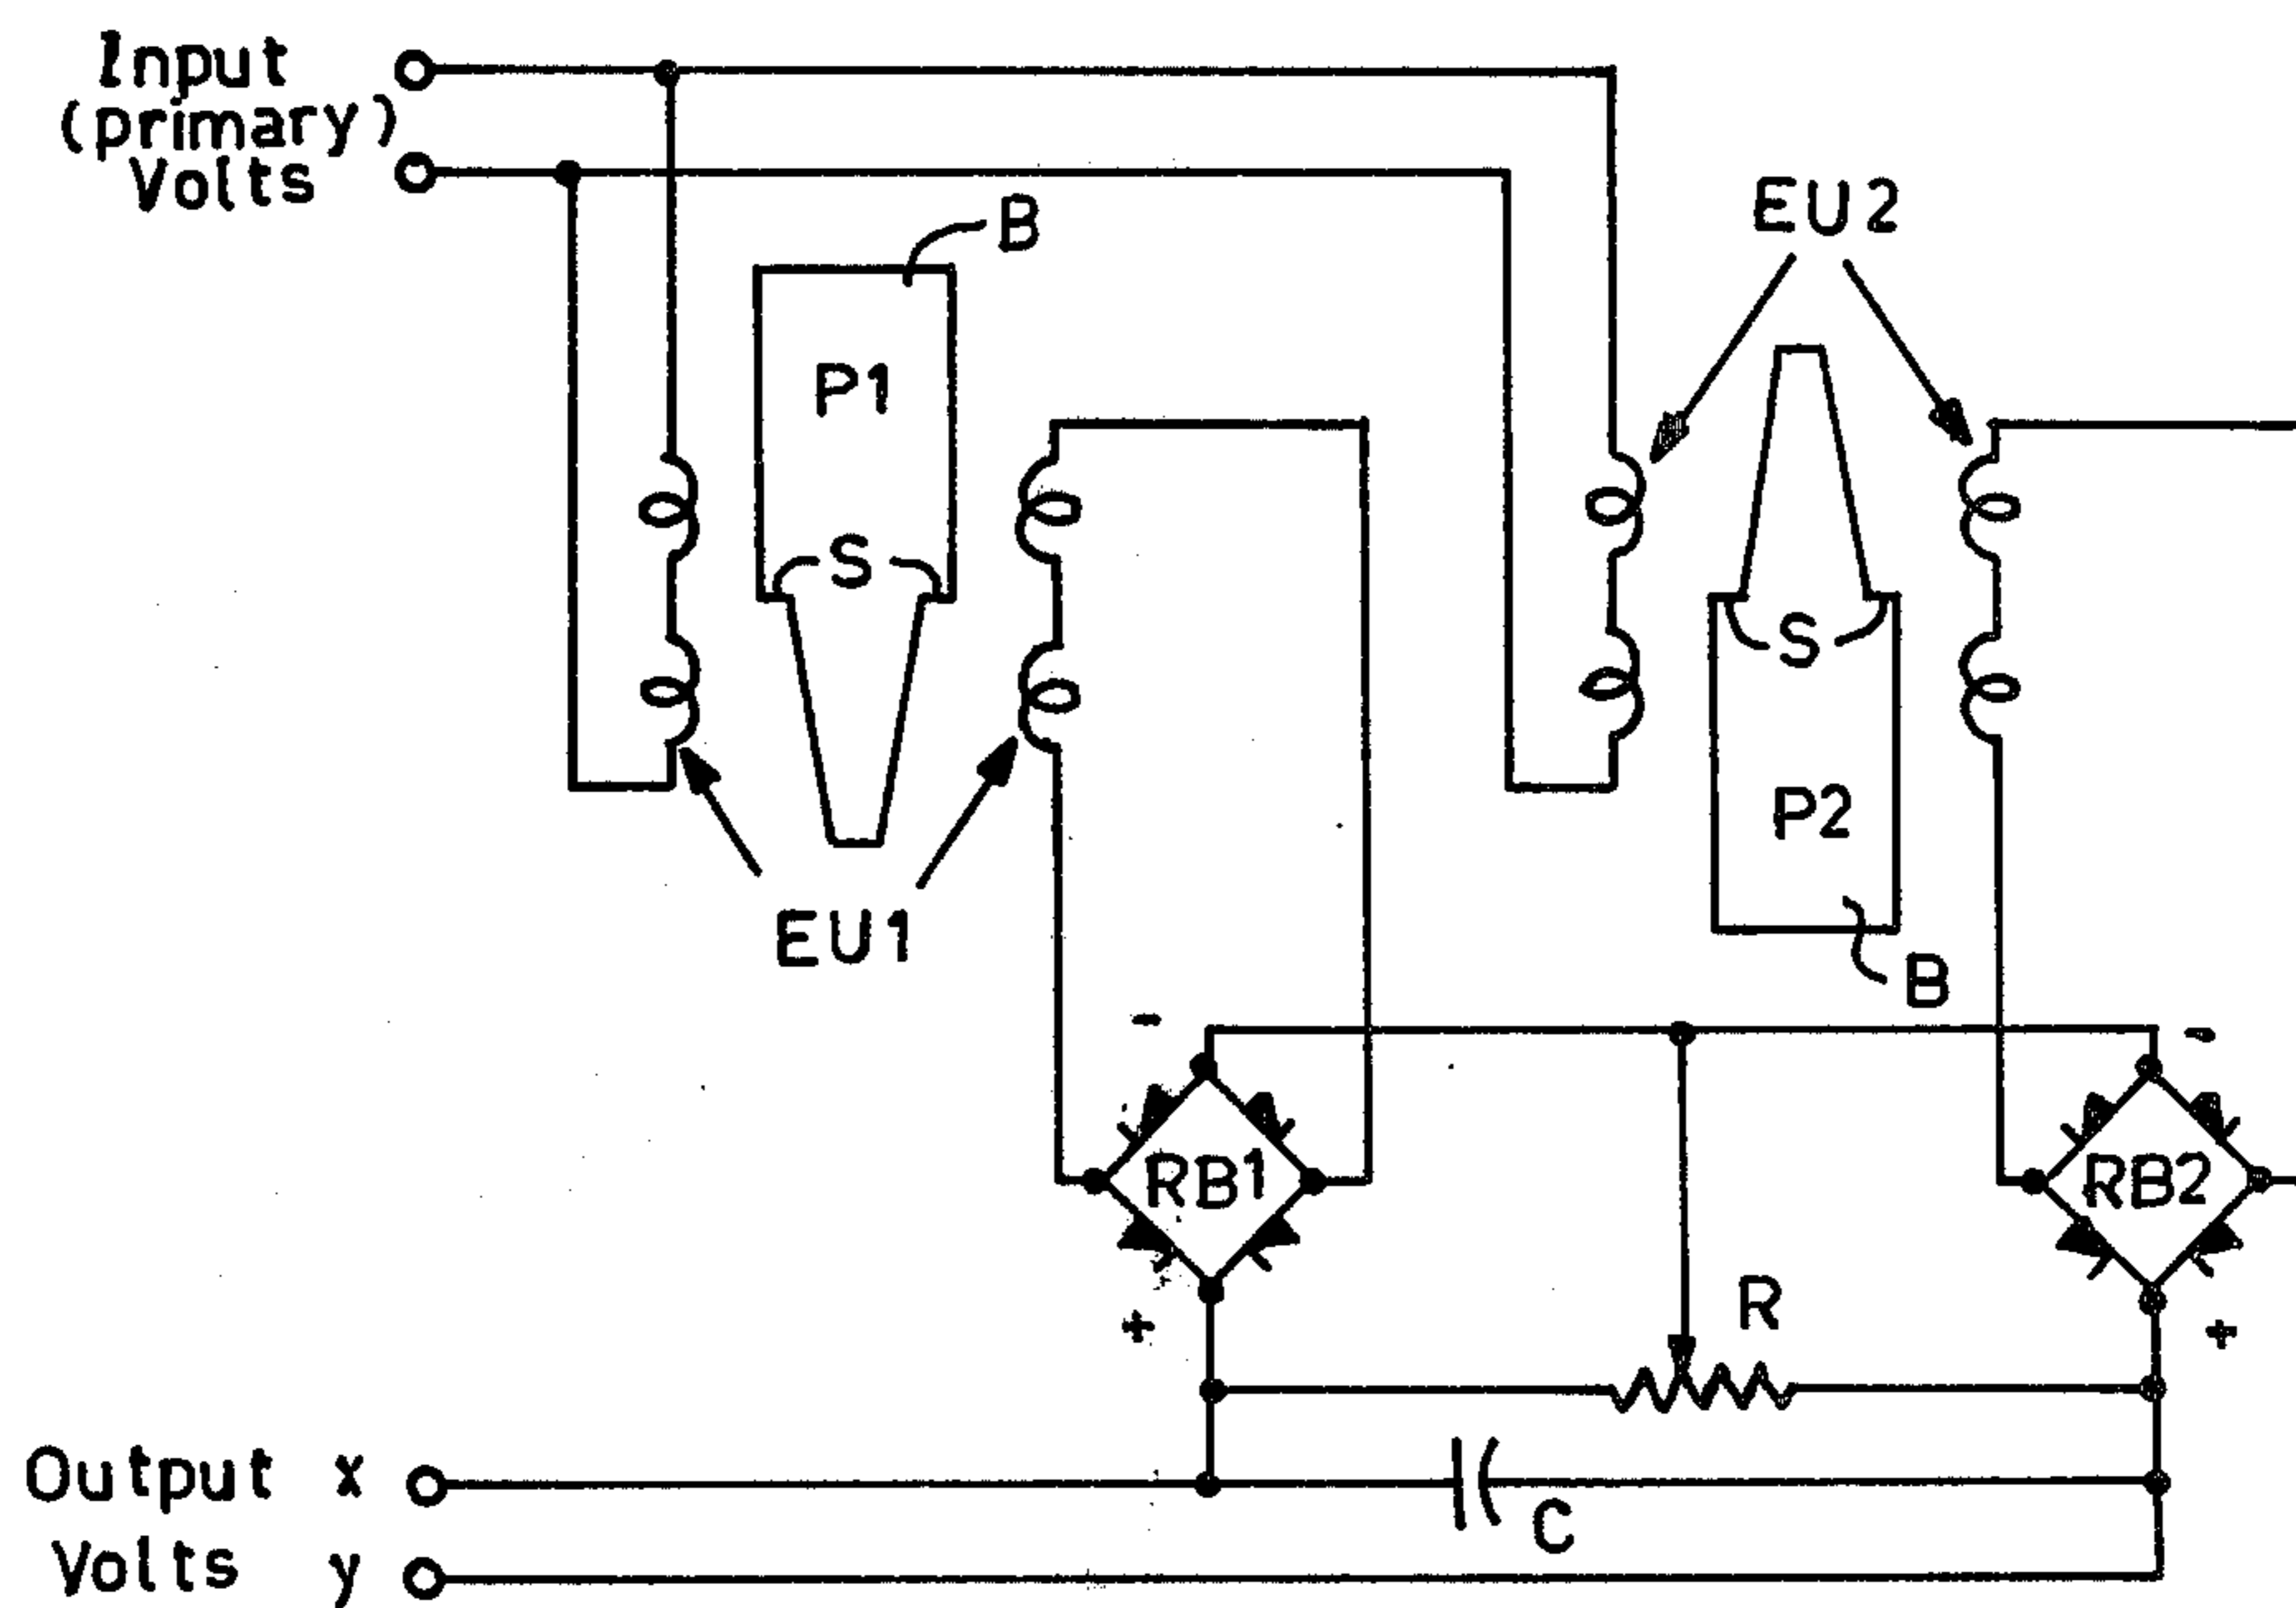 Input
(primary)
Volts
B
EU2
P1
S
S
P2
EU1
B
-
-
RB1
RB2
R
+
+
Output x
C
Volts y